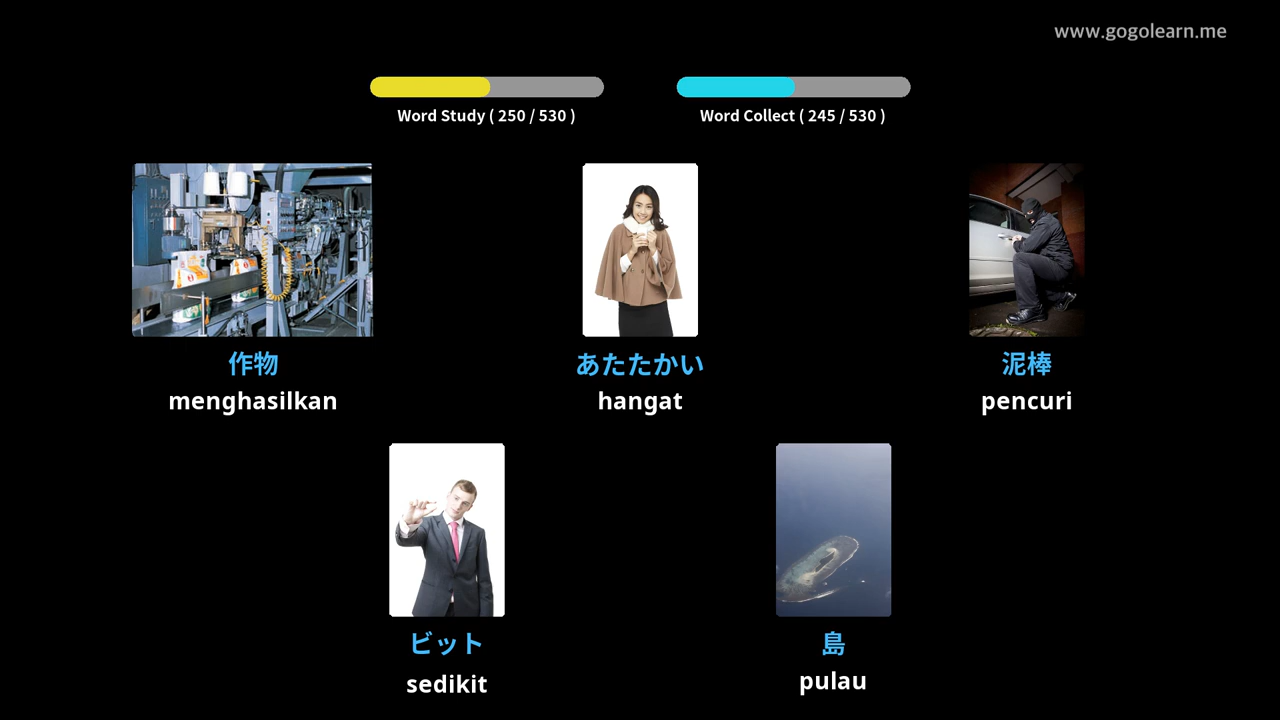 www.gogolearn.me
Word Study ( 250 / 530 )
Word Collect ( 245 / 530 )
作物
menghasilkan
あたたかい
hangat
泥棒
pencuri
ビット
sedikit
島
pulau